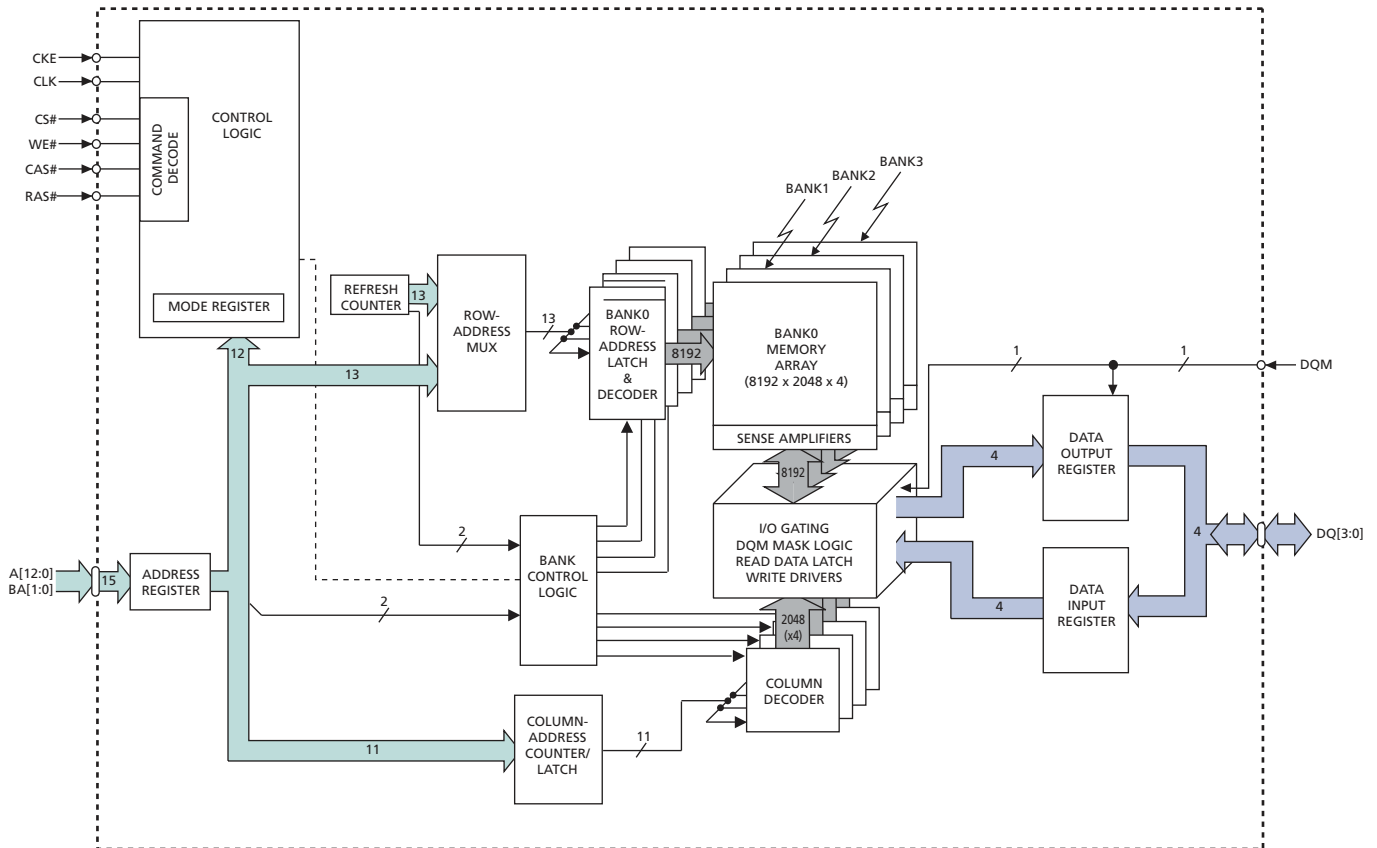 CKE
CLK
CS#
WE#
CAS#
RAS#
COMMAND
DECODE
CONTROL
LOGIC
MODE REGISTER
12
REFRESH
COUNTER
13
13
ROW-
ADDRESS
MUX
13
BANK0
ROW-
ADDRESS
LATCH
&
DECODER
8192
BANK1
BANK2
BANK3
BANK0
MEMORY
ARRAY
(8192 x 2048 x 4)
SENSE AMPLIFIERS
8192
I/O GATING
DQM MASK LOGIC
READ DATA LATCH
WRITE DRIVERS
2048
(x4)
COLUMN
DECODER
1
1
DQM
DATA
OUTPUT
REGISTER
4
4
DQ[3:0]
DATA
INPUT
REGISTER
4
A[12:0]
BA[1:0]
15
ADDRESS
REGISTER
2
2
BANK
CONTROL
LOGIC
11
COLUMN-
ADDRESS
COUNTER/
LATCH
11